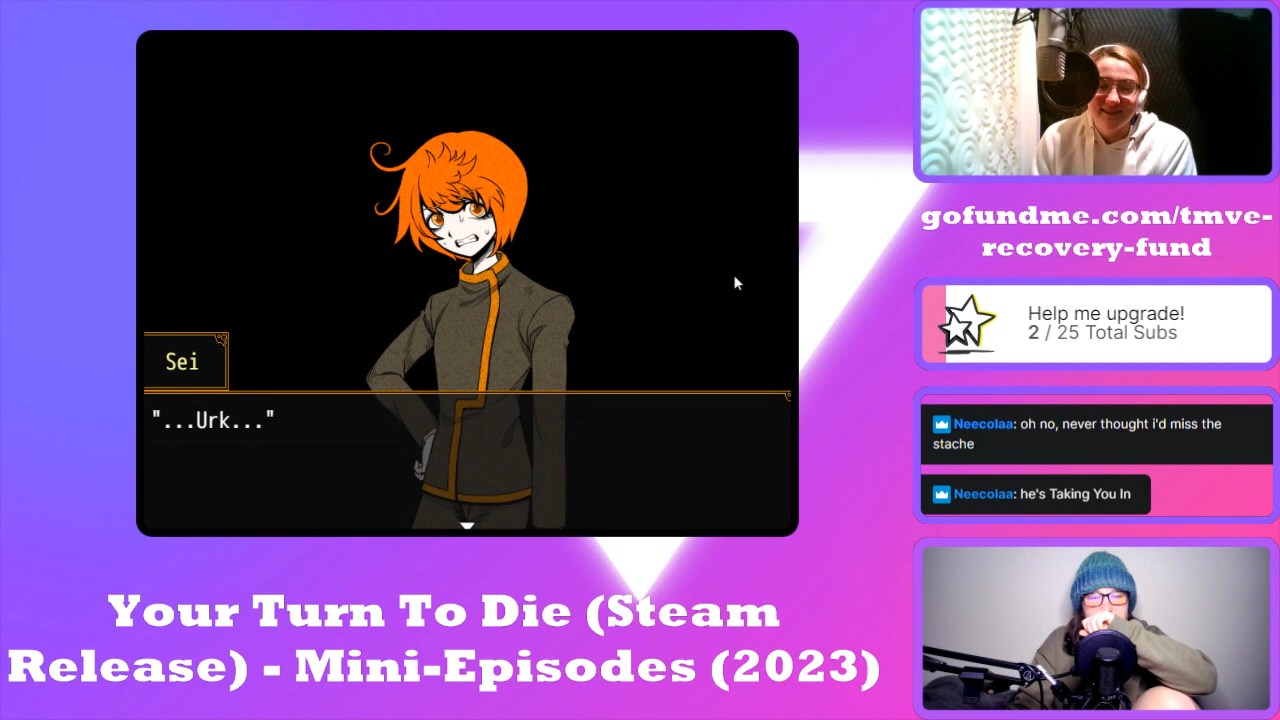 Sei
"...Urk..."
Your Turn To Die (Steam
Release) - Mini-Episodes (2023)
gofundme.com/tmve-
recovery-fund
Help me upgrade!
2 / 25 Total Subs
Neecolaa: oh no, never thought i'd miss the
stache
Neecolaa: he's Taking You In